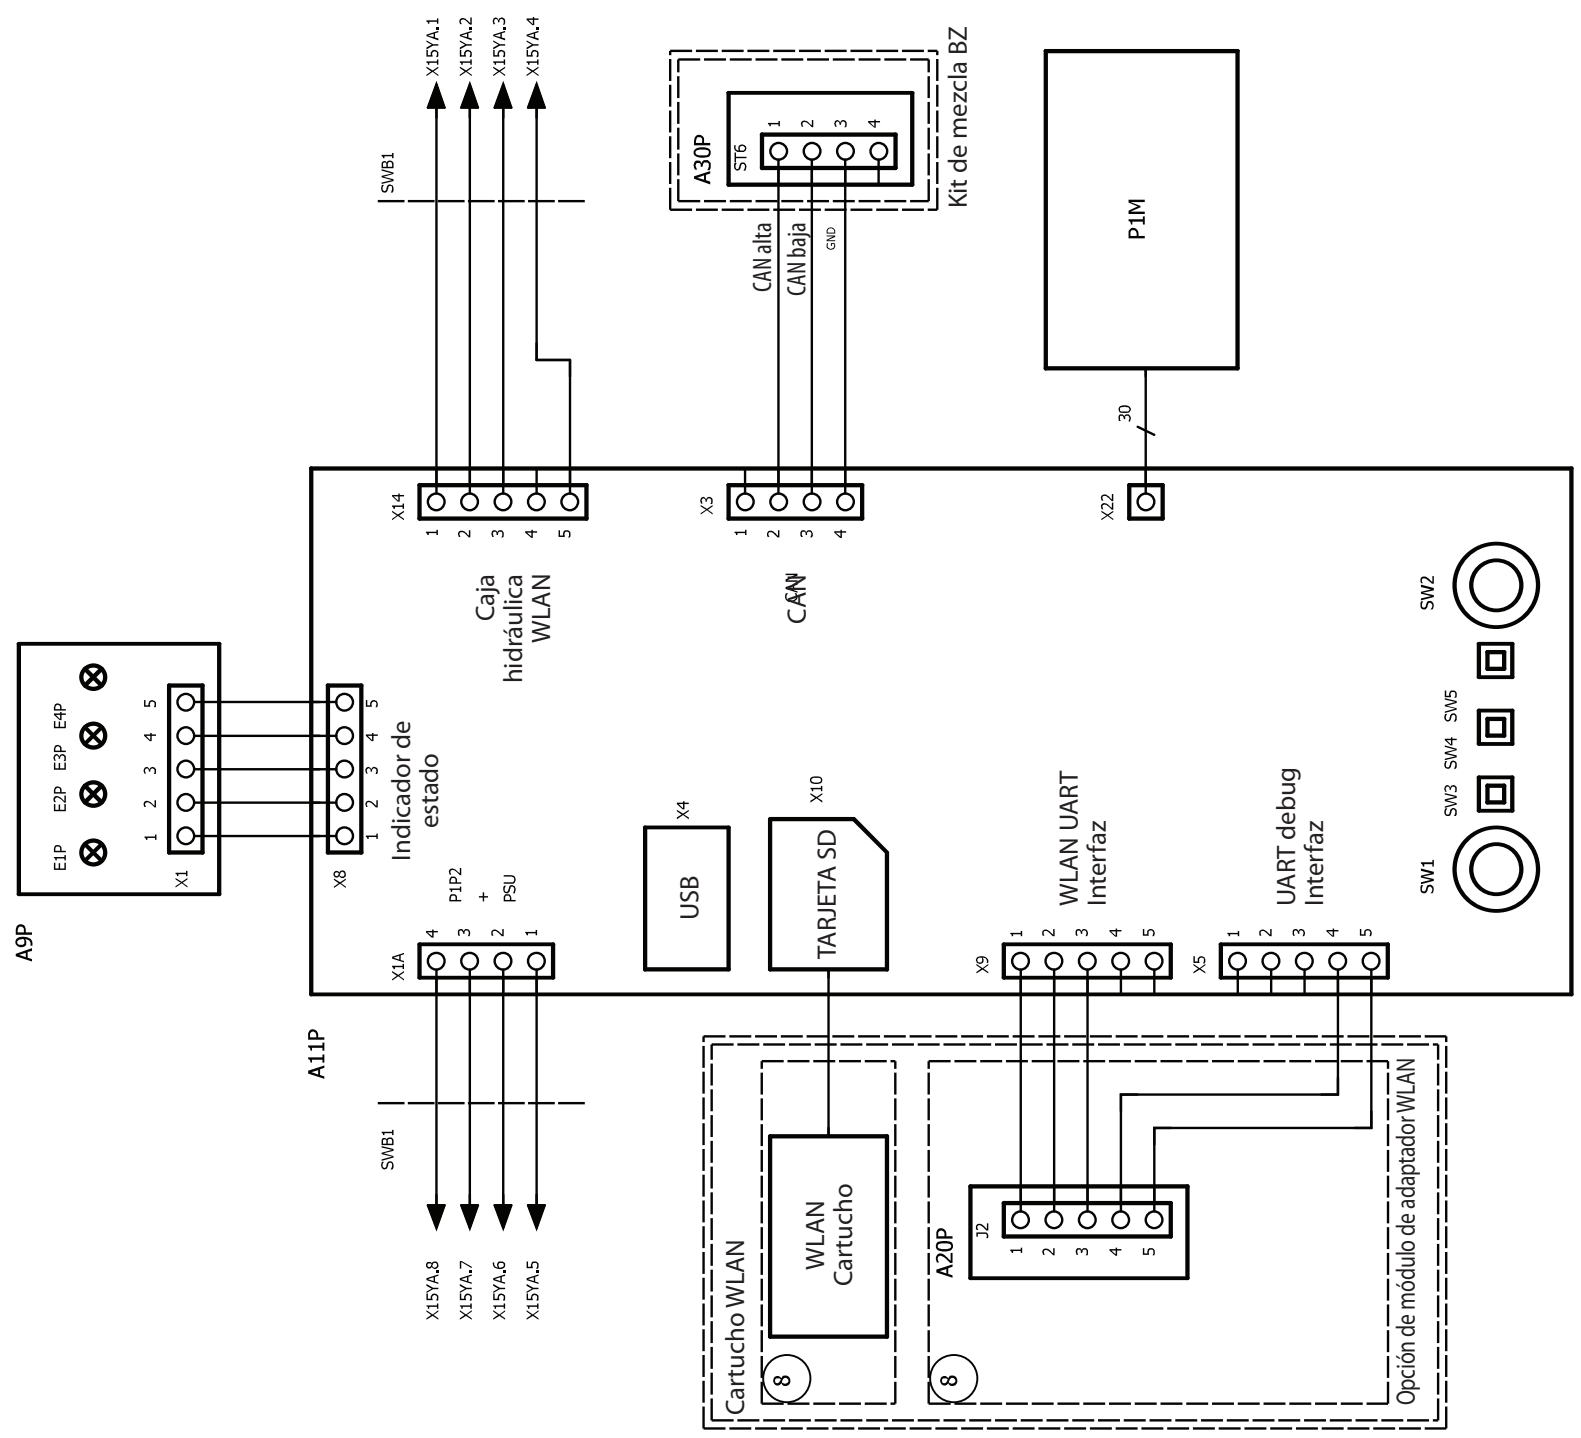 A9P
E1P
E2P
E3P
E4P
X1
1
2
3
4
5
X8
1
2
3
4
5
Indicador de
estado
A11P
X1A
4
3
2
1
P1P2
+
PSU
SWB1
X15YA.8
X15YA.7
X15YA.6
X15YA.5
X14
1
2
3
4
5
Caja
hidráulica
WLAN
SWB1
X15YA.1
X15YA.2
X15YA.3
X15YA.4
X4
USB
X10
TARJETA SD
X3
1
2
3
4
CAN
CAN
CAN alta
CAN baja
GND
A30P
ST6
1
2
3
4
Kit de mezcla BZ
X9
1
2
3
4
5
WLAN UART
Interfaz
X5
1
2
3
4
5
UART debug
Interfaz
X22
30
P1M
SW1
SW3
SW4
SW5
SW2
Cartucho WLAN
WLAN
Cartucho
8
A20P
J2
1
2
3
4
5
8
Opción de módulo de adaptador WLAN